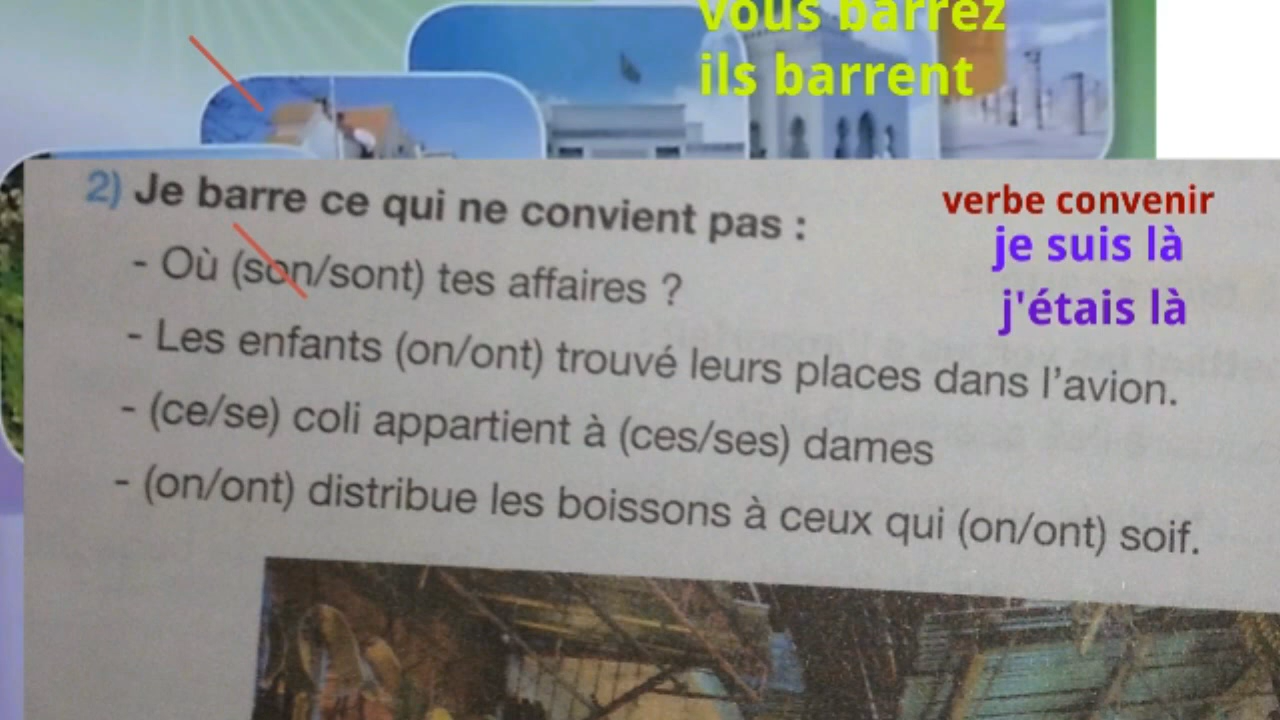 vous barrez
ils barrent
2) Je barre ce qui ne convient pas :
verbe convenir
je suis là
- Où (son/sont) tes affaires ?
j'étais là
- Les enfants (on/ont) trouvé leurs places dans l'avion.
- (ce/se) coli appartient à (ces/ses) dames
- (on/ont) distribue les boissons à ceux qui (on/ont) soif.